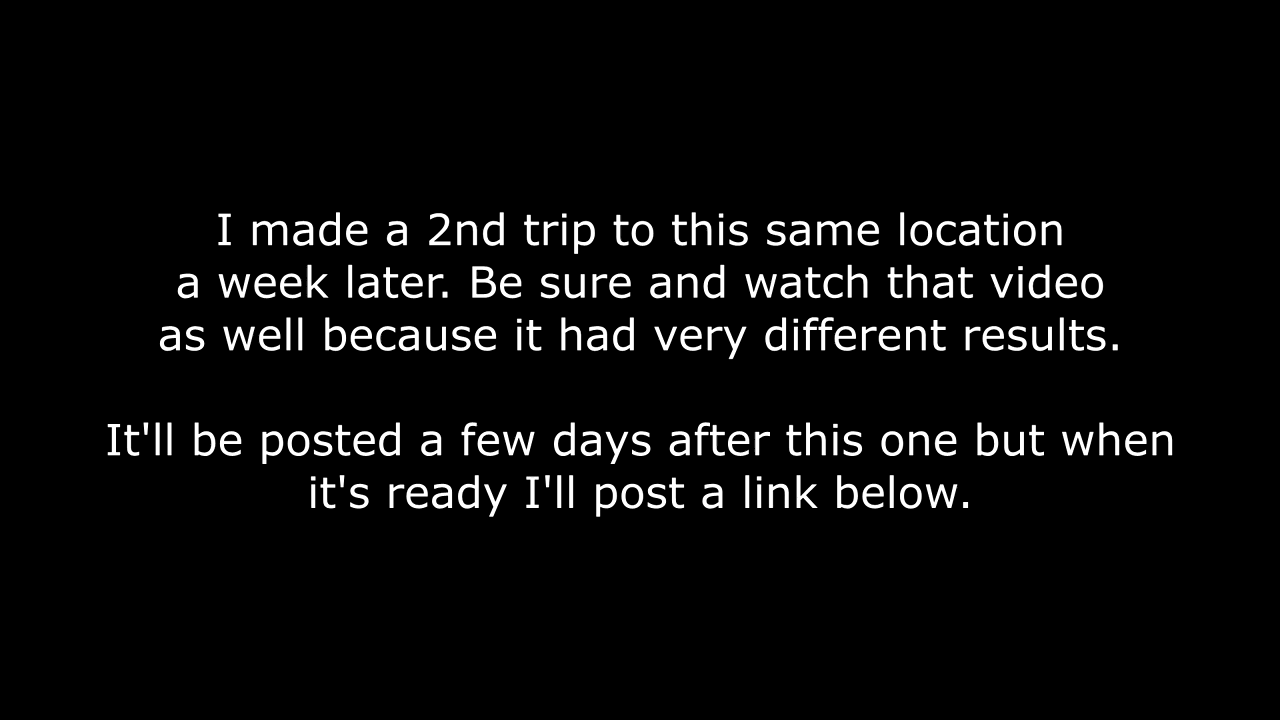 I made a 2nd trip to this same location
a week later. Be sure and watch that video
as well because it had very different results.
It'll be posted a few days after this one but when
it's ready I'll post a link below.